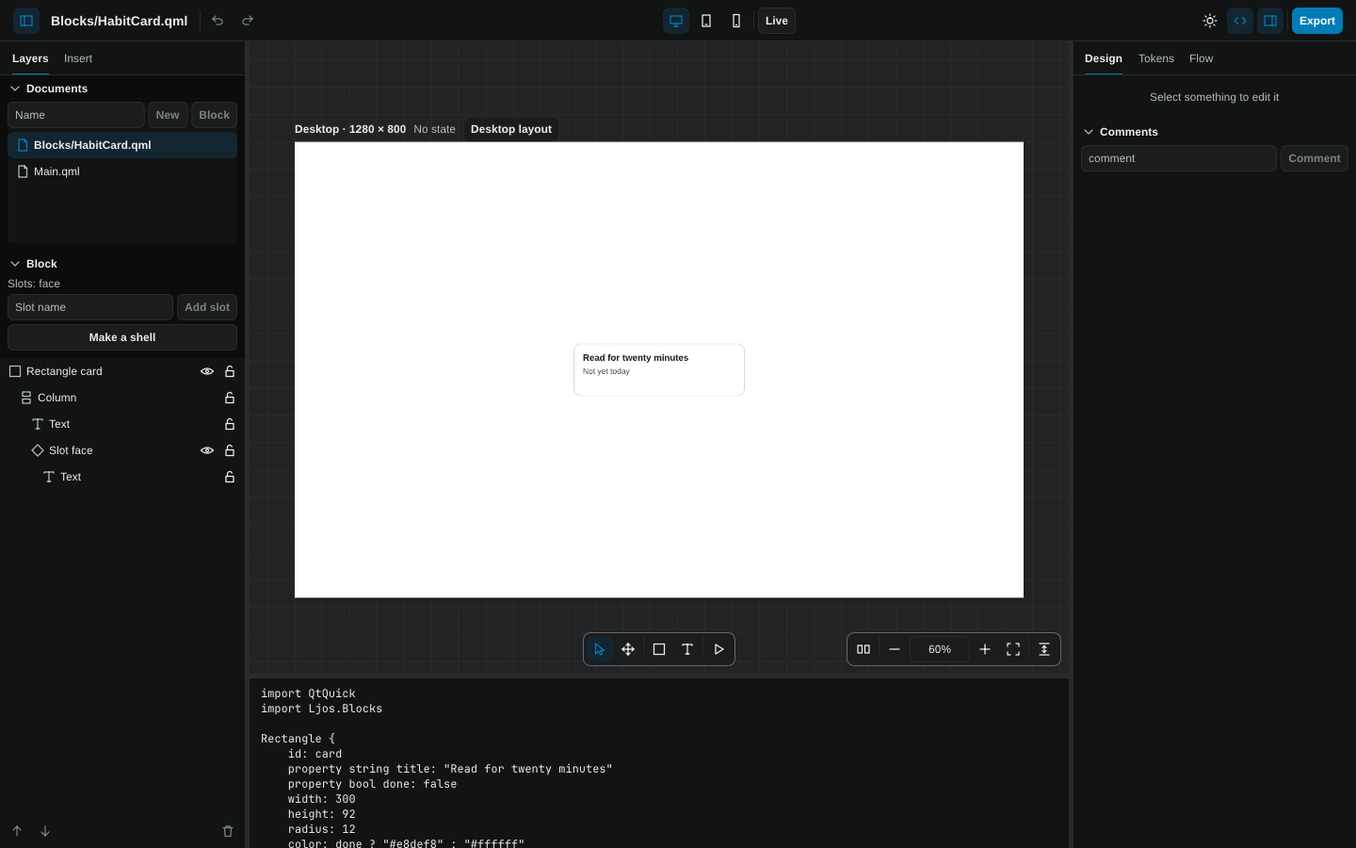 Blocks/HabitCard.qml
Live
Export
Layers Insert
Design Tokens Flow
Documents
Name New Block
Blocks/HabitCard.qml
Main.qml
Block
Slots: face
Slot name Add slot
Make a shell
Rectangle card
Column
Text
Slot face
Text
Desktop · 1280 × 800 No state Desktop layout
Read for twenty minutes
Not yet today
60%
import QtQuick
import Ljos.Blocks
Rectangle {
id: card
property string title: "Read for twenty minutes"
property bool done: false
width: 300
height: 92
radius: 12
color: done ? "#e8def8" : "#ffffff"
Select something to edit it
Comments
comment Comment